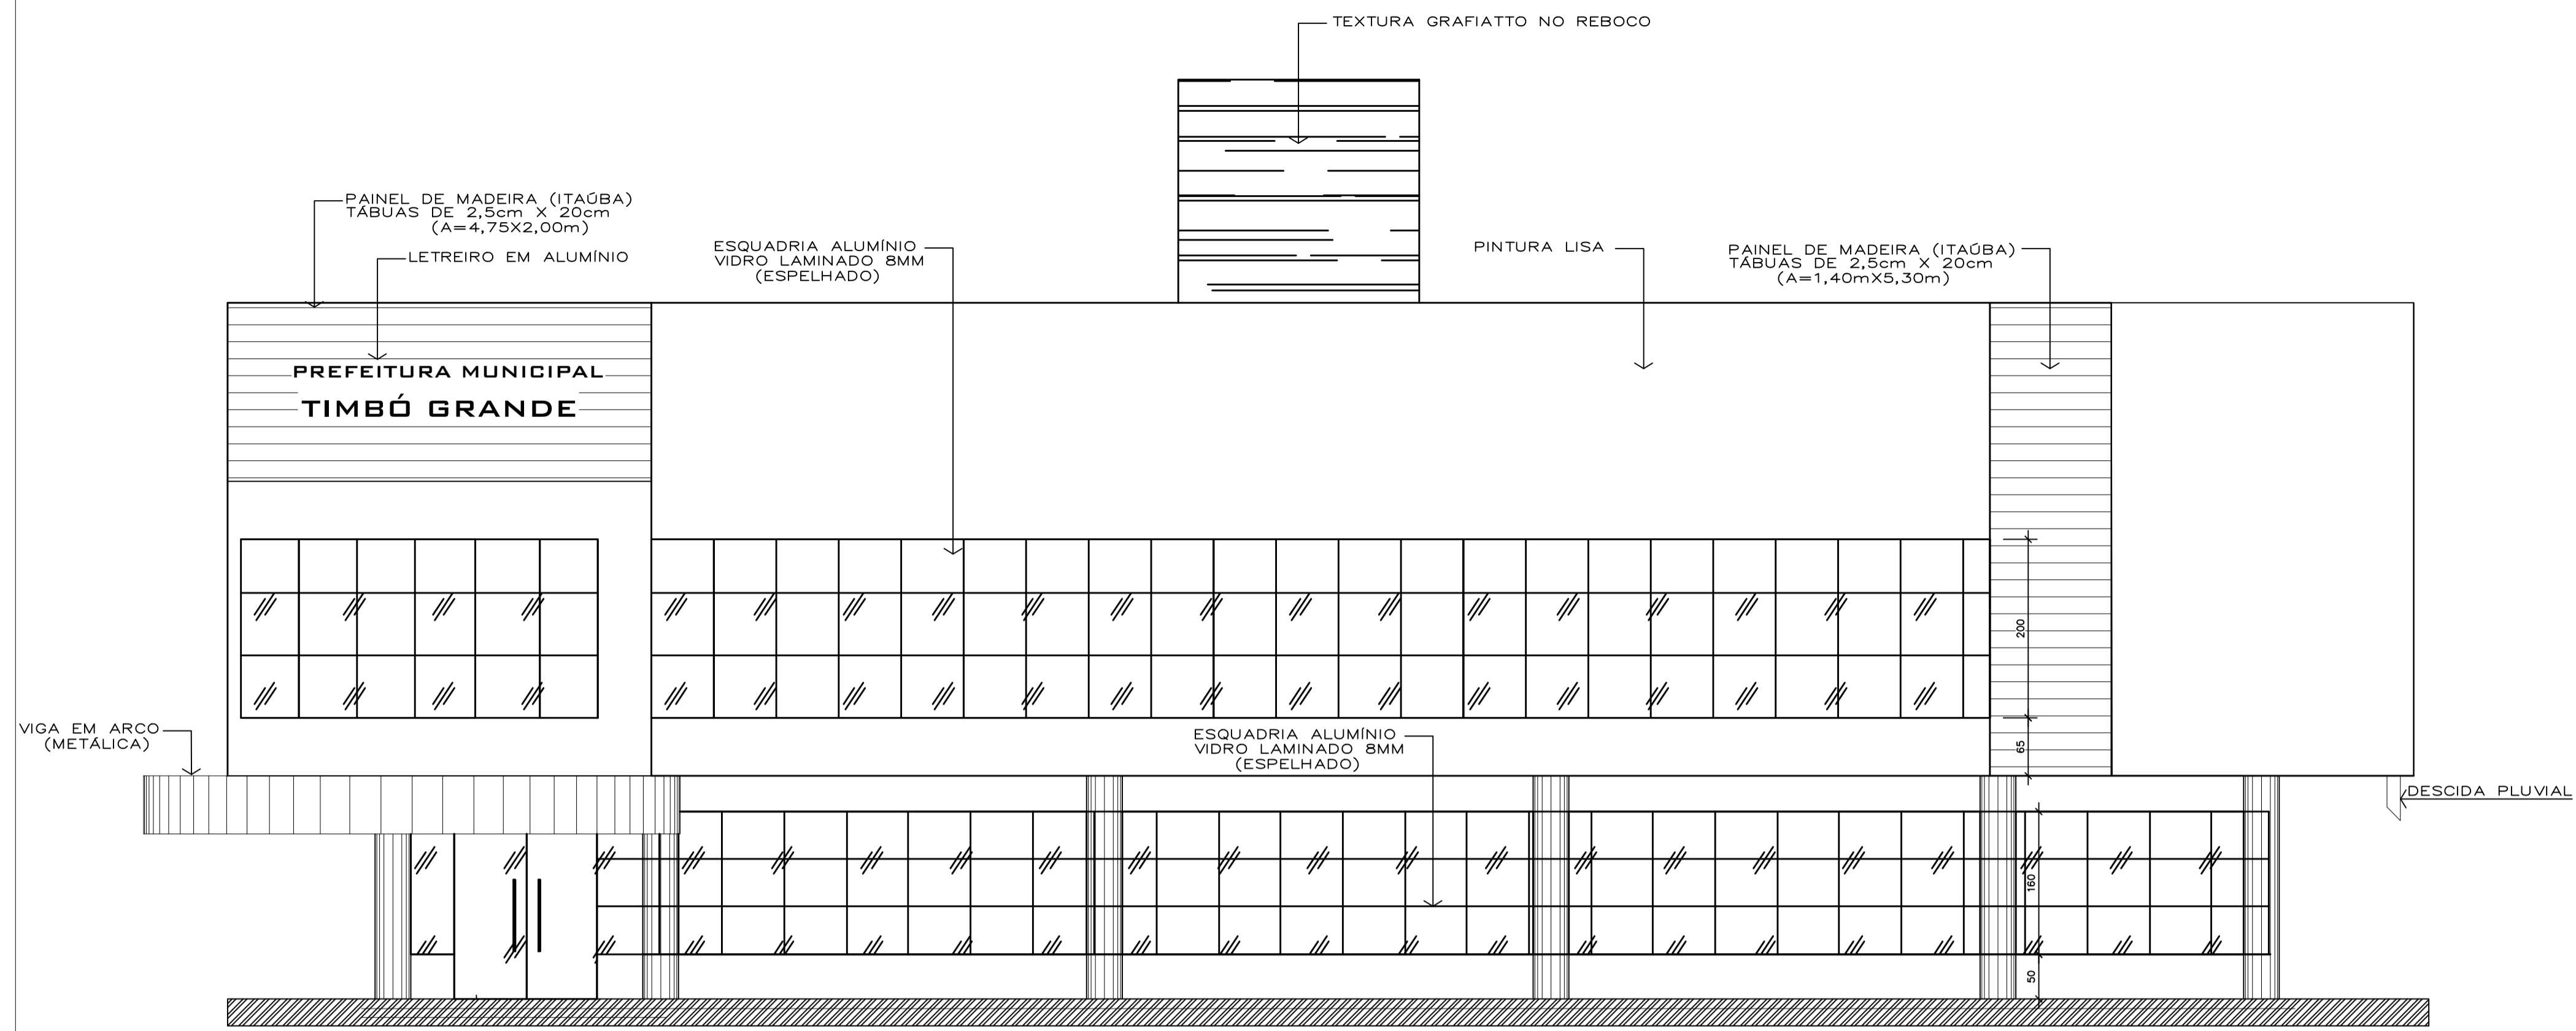 TEXTURA GRAFIATTO NO REBOCO
PAINEL DE MADEIRA (ITAÚBA)
TÁBUAS DE 2,5cm X 20cm
(A=4,75X2,00m)
LETREIRO EM ALUMÍNIO
ESQUADRIA ALUMÍNIO
VIDRO LAMINADO 8MM
(ESPELHADO)
PINTURA LISA
PAINEL DE MADEIRA (ITAÚBA)
TÁBUAS DE 2,5cm X 20cm
(A=1,40mX5,30m)
PREFEITURA MUNICIPAL
TIMBÓ GRANDE
200
VIGA EM ARCO
(METÁLICA)
ESQUADRIA ALUMÍNIO
VIDRO LAMINADO 8MM
(ESPELHADO)
65
DESCIDA PLUVIAL
160
50